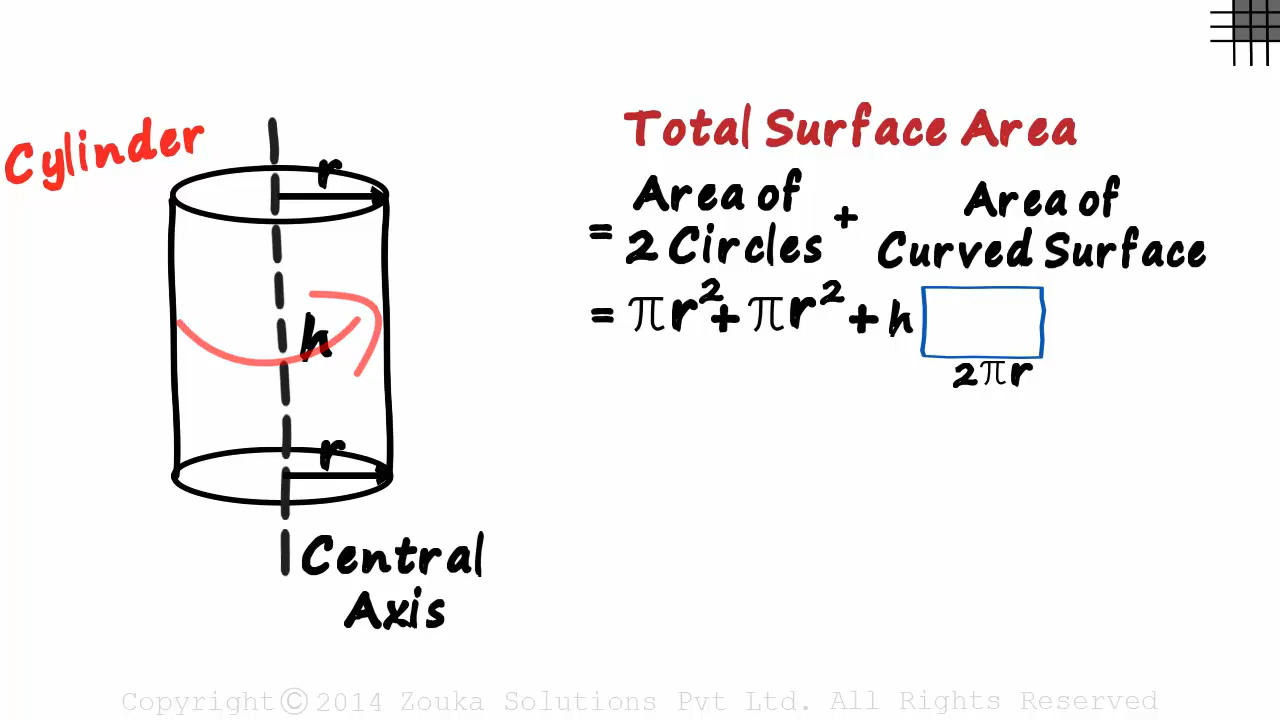 Cylinder
r
h
r
Central
Axis
Total Surface Area
= Area of 2 Circles + Area of Curved Surface
= πr² + πr² + h
2πr
Copyright© 2014 Zouka Solutions Pvt Ltd. All Rights Reserved